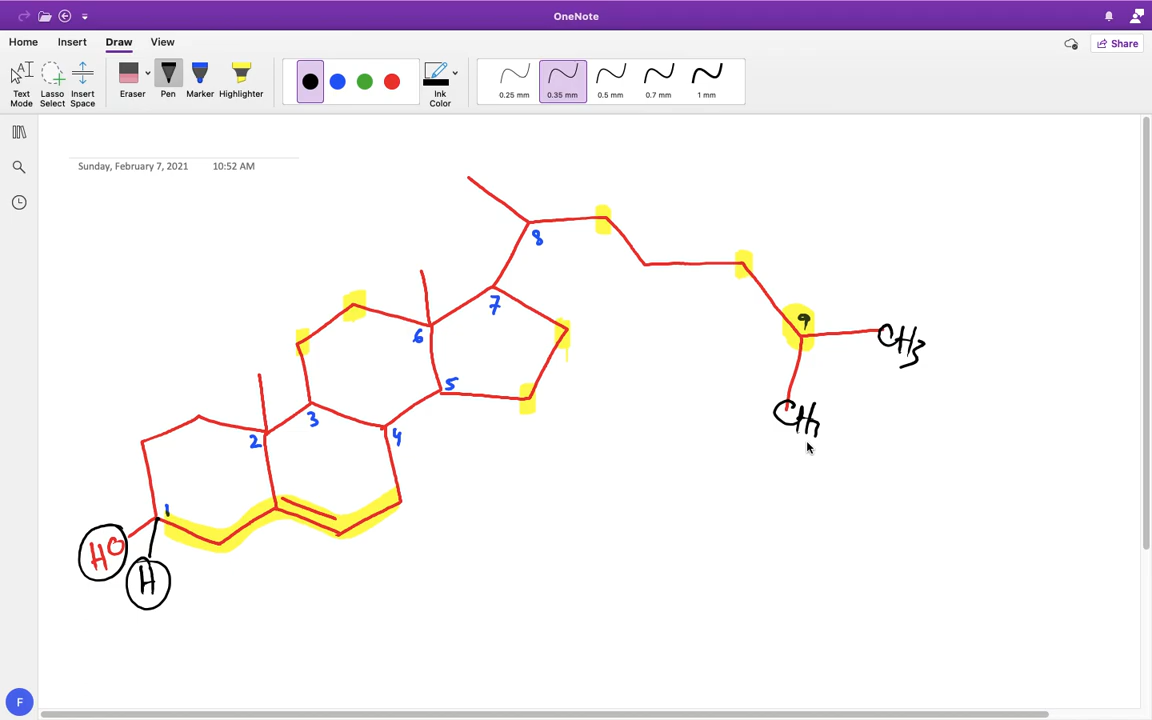 OneNote
Home Insert Draw View
Share
Text Mode
Lasso Select
Insert Space
Eraser
Pen
Marker
Highlighter
Ink Color
0.25 mm
0.35 mm
0.5 mm
0.7 mm
1 mm
Sunday, February 7, 2021 10:52 AM
8
7
9
6
CH3
5
3
CH
2
4
1
HO
H
F